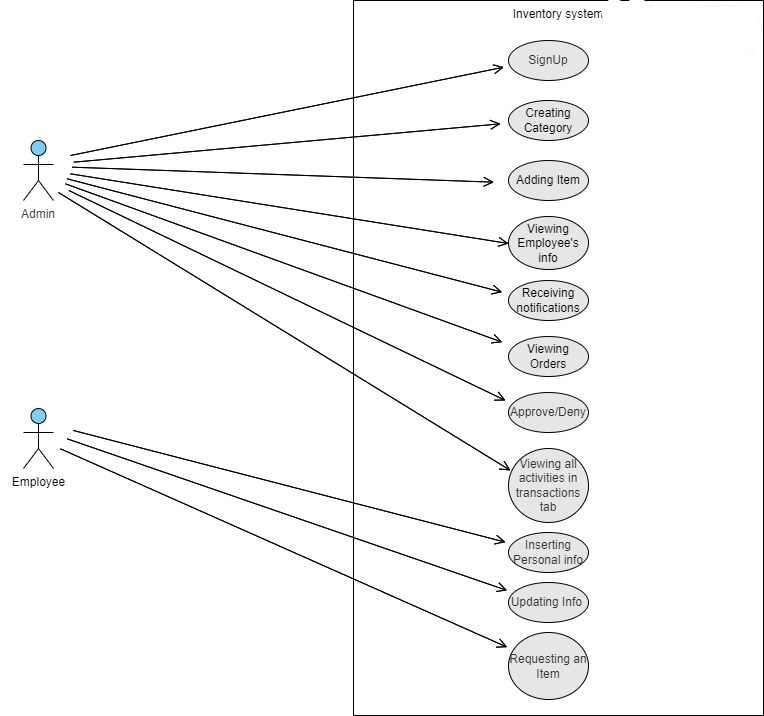 Inventory system
SignUp
Creating
Category
Adding Item
Admin
Viewing
Employee's
info
Receiving
notifications
Viewing
Orders
Approve/Deny
Employee
Viewing all
activities in
transactions
tab
Inserting
Personal info
Updating Info
Requesting an
Item